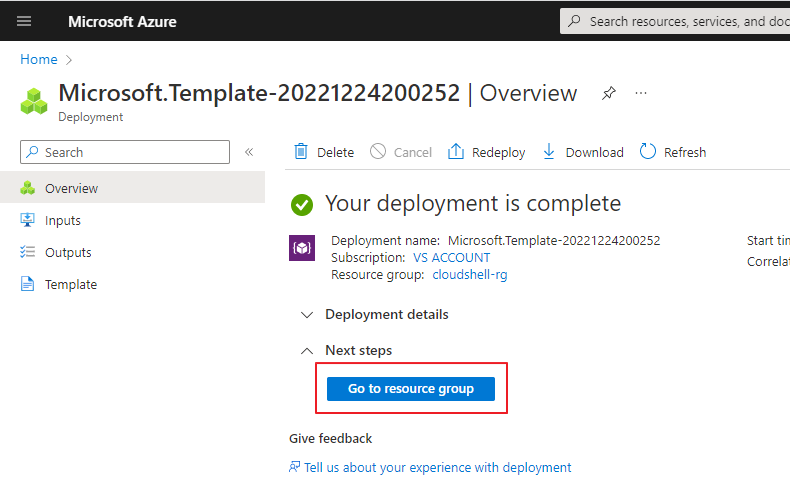 Microsoft Azure
Search resources, services, and doc
Home
Microsoft.Template-20221224200252 | Overview
Deployment
Search
Overview
Inputs
Outputs
Template
Delete
Cancel
Redeploy
Download
Refresh
Your deployment is complete
Deployment name: Microsoft.Template-20221224200252
Subscription: VS ACCOUNT
Resource group: cloudshell-rg
Start tim
Correlat
Deployment details
Next steps
Go to resource group
Give feedback
Tell us about your experience with deployment